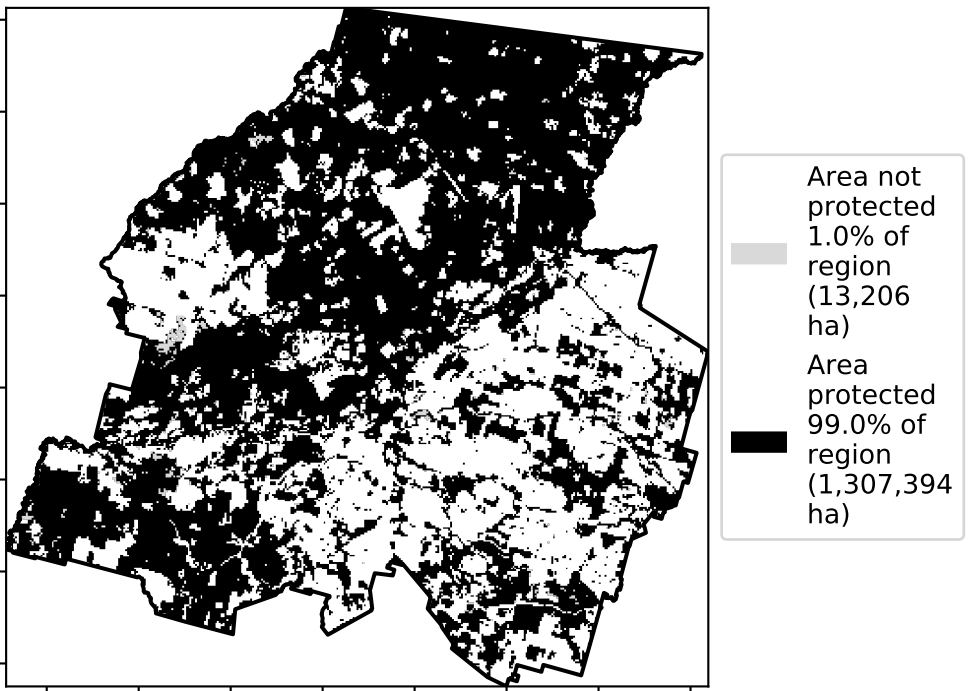 Area not
protected
1.0% of
region
(13,206
ha)
Area
protected
99.0% of
region
(1,307,394
ha)